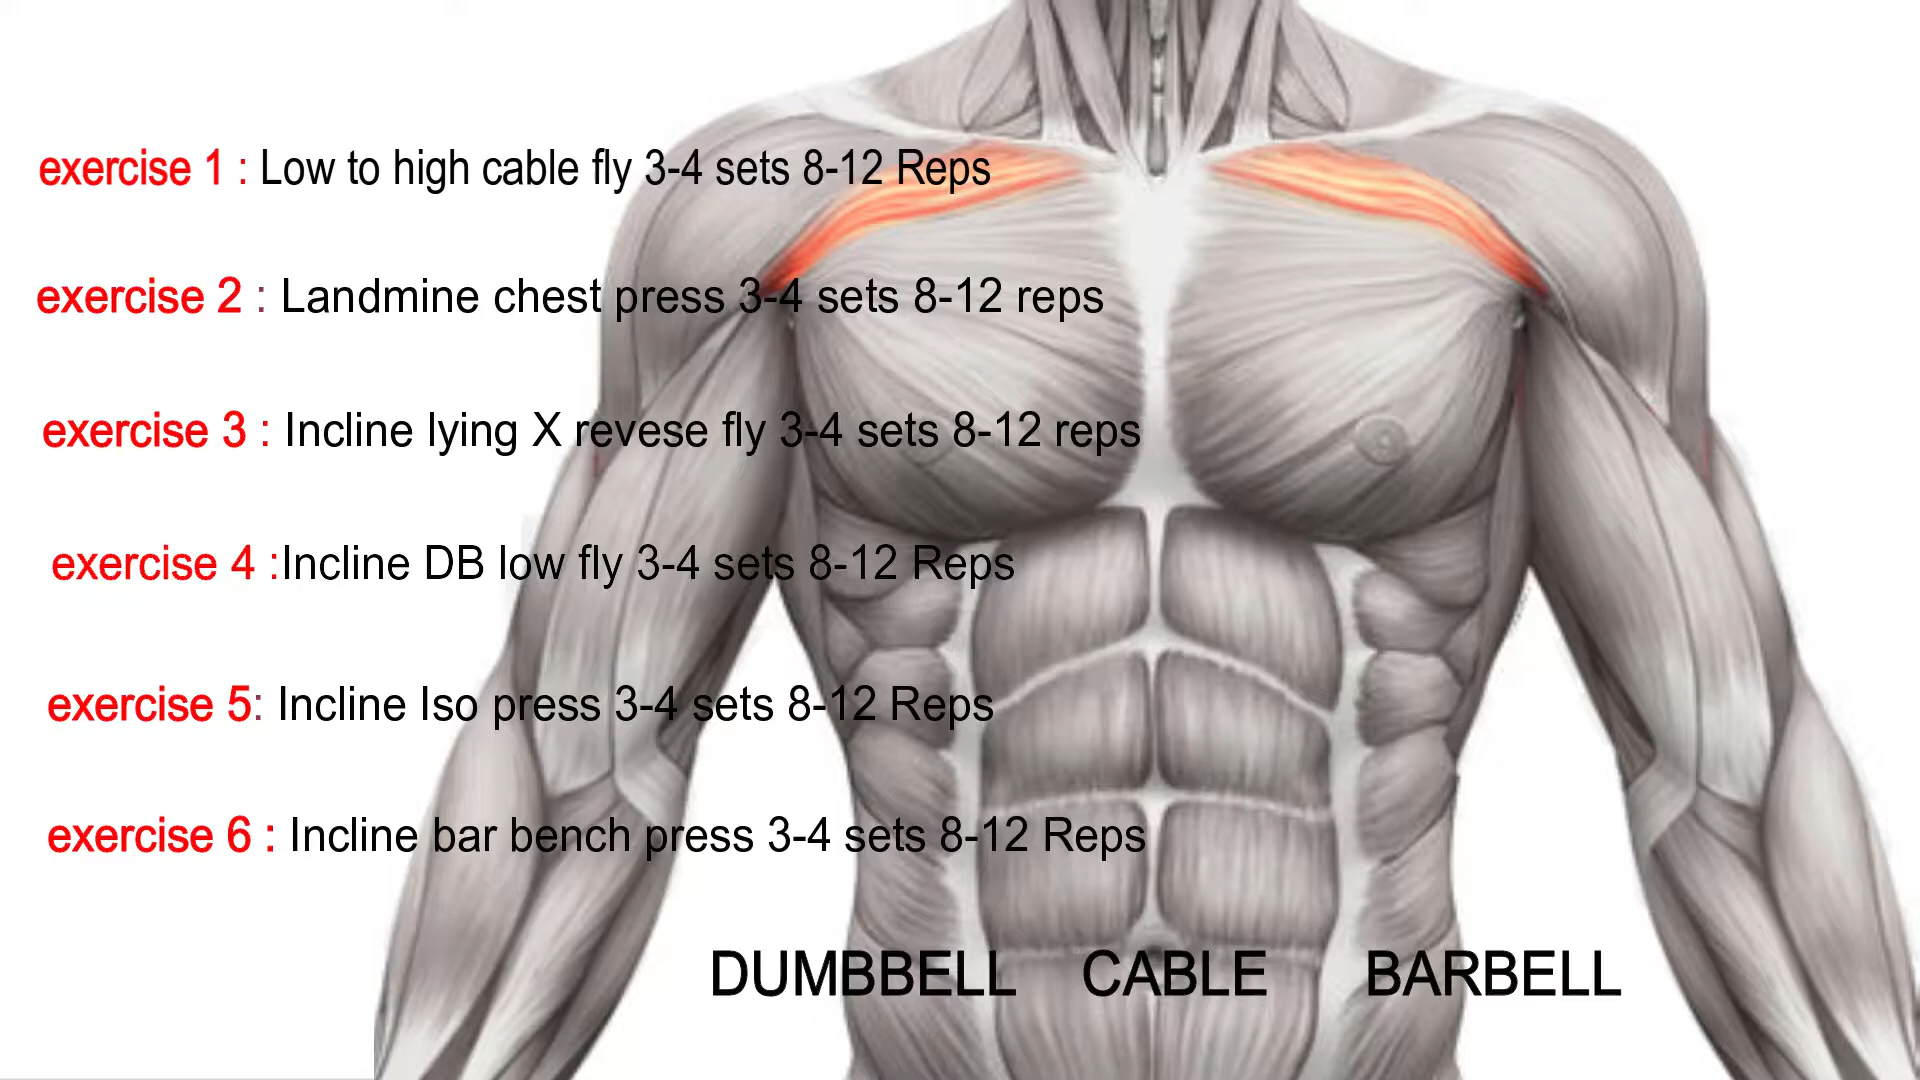 exercise 1 : Low to high cable fly 3-4 sets 8-12 Reps
exercise 2 : Landmine chest press 3-4 sets 8-12 reps
exercise 3 : Incline lying X revese fly 3-4 sets 8-12 reps
exercise 4 :Incline DB low fly 3-4 sets 8-12 Reps
exercise 5: Incline Iso press 3-4 sets 8-12 Reps
exercise 6 : Incline bar bench press 3-4 sets 8-12 Reps
DUMBBELL CABLE BARBELL